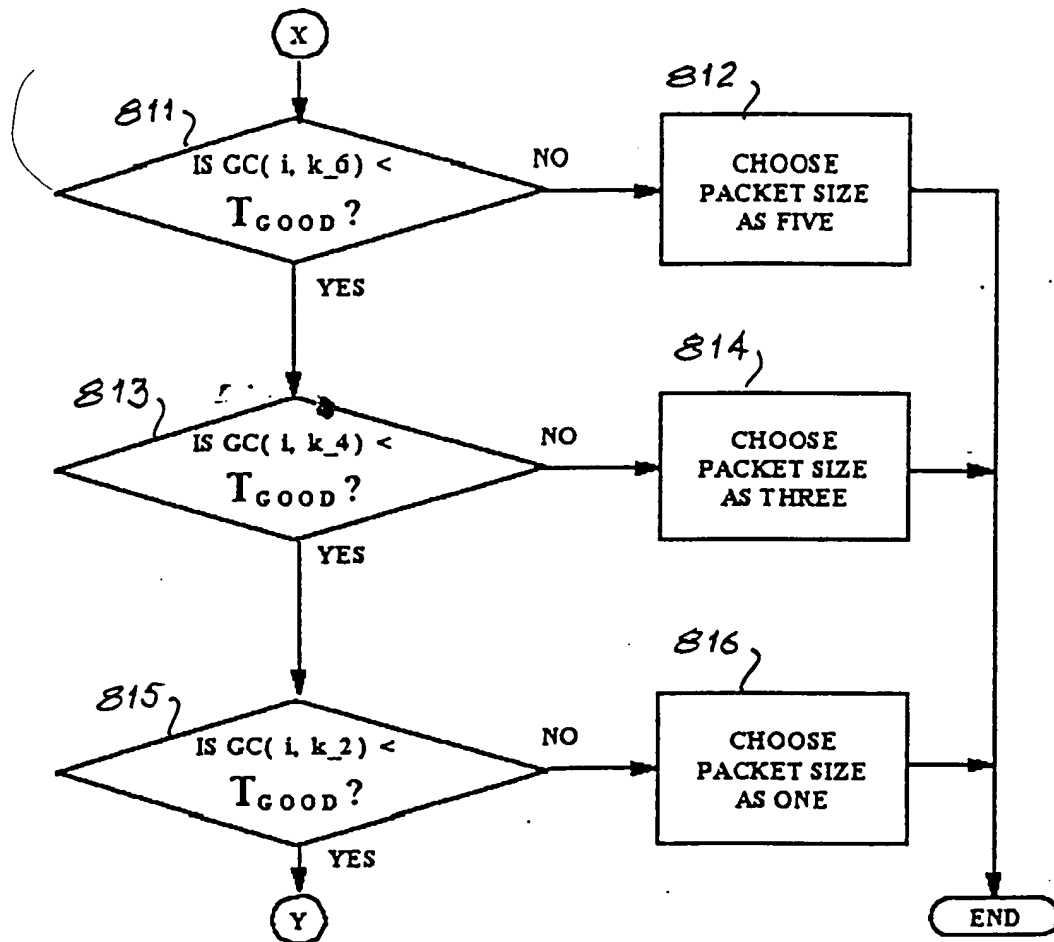 X
811
IS GC( i, k_6) <
TGOOD ?
NO
YES
812
CHOOSE
PACKET SIZE
AS FIVE
813
IS GC( i, k_4) <
TGOOD ?
NO
YES
814
CHOOSE
PACKET SIZE
AS THREE
815
IS GC( i, k_2) <
TGOOD ?
NO
YES
816
CHOOSE
PACKET SIZE
AS ONE
Y
END